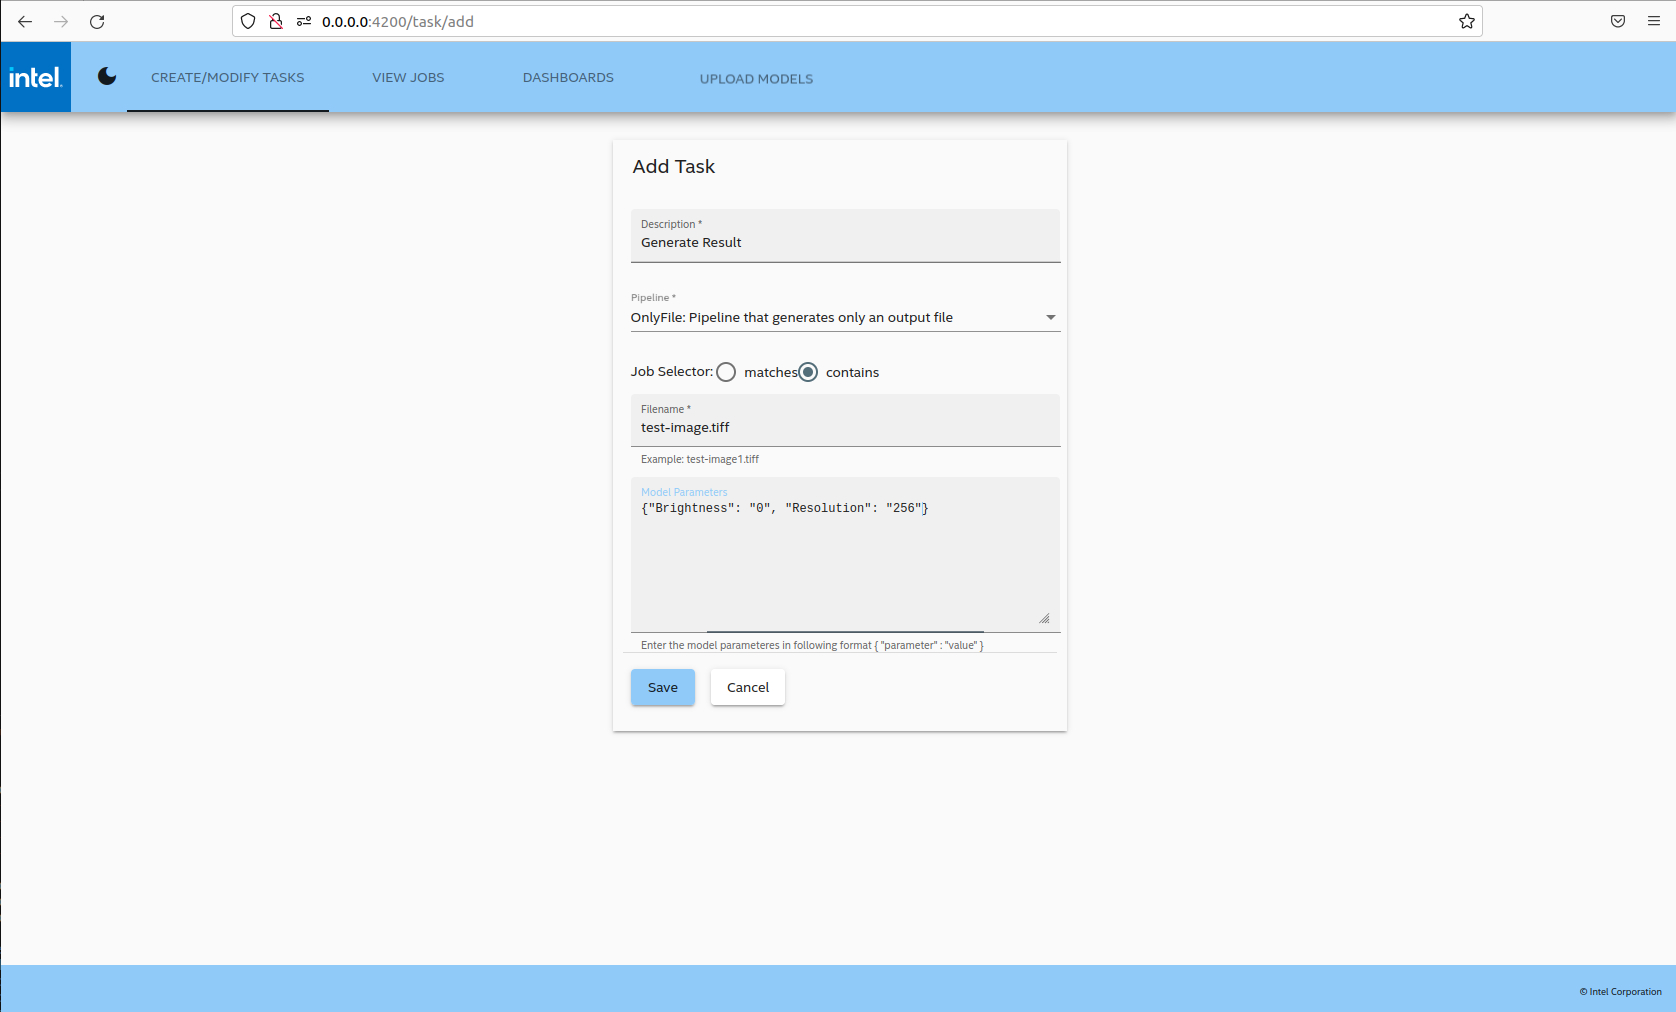 0.0.0.0:4200/task/add
intel.
CREATE/MODIFY TASKS
VIEW JOBS
DASHBOARDS
UPLOAD MODELS
Add Task
Description *
Generate Result
Pipeline *
OnlyFile: Pipeline that generates only an output file
Job Selector: matches contains
Filename *
test-image.tiff
Example: test-image1.tiff
Model Parameters
{"Brightness": "0", "Resolution": "256"}
Enter the model parameteres in following format { "parameter" : "value" }
Save
Cancel
© Intel Corporation